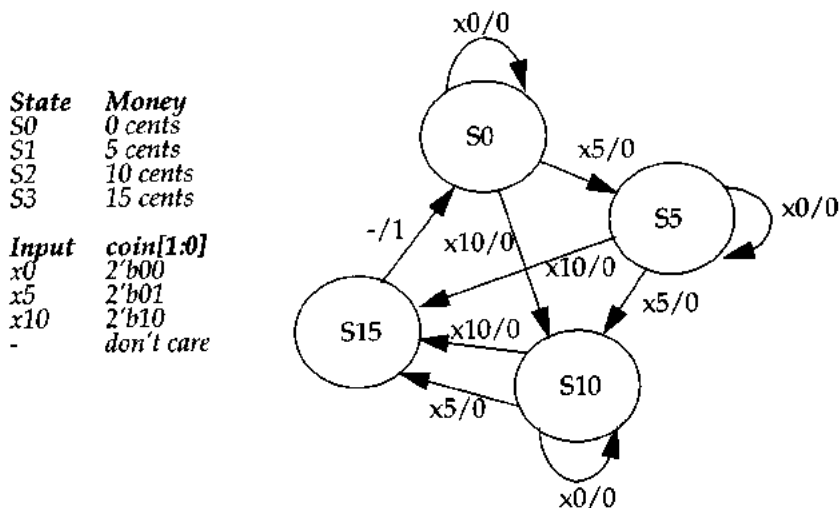 State Money
S0 0 cents
S1 5 cents
S2 10 cents
S3 15 cents
Input coin[1:0]
x0 2'b00
x5 2'b01
x10 2'b10
- don't care
x0/0
S0
x5/0
S5
x0/0
-/1
x10/0
x10/0
x5/0
S15
x10/0
S10
x5/0
x0/0